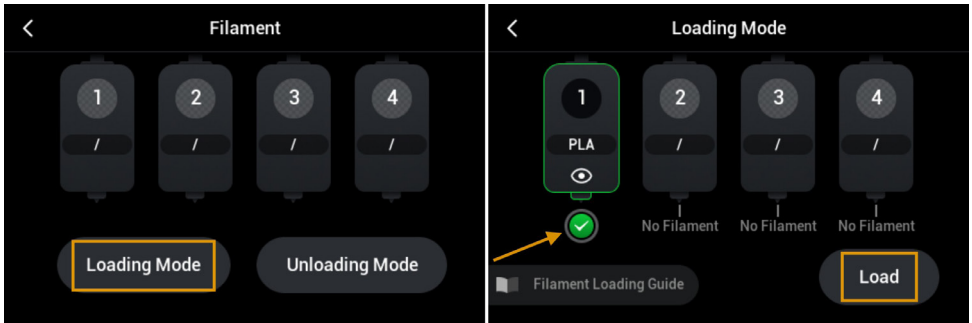 Filament
1
2
3
4
/
/
/
/
Loading Mode
Unloading Mode
Loading Mode
1
2
3
4
PLA
/
/
/
No Filament
No Filament
No Filament
Filament Loading Guide
Load